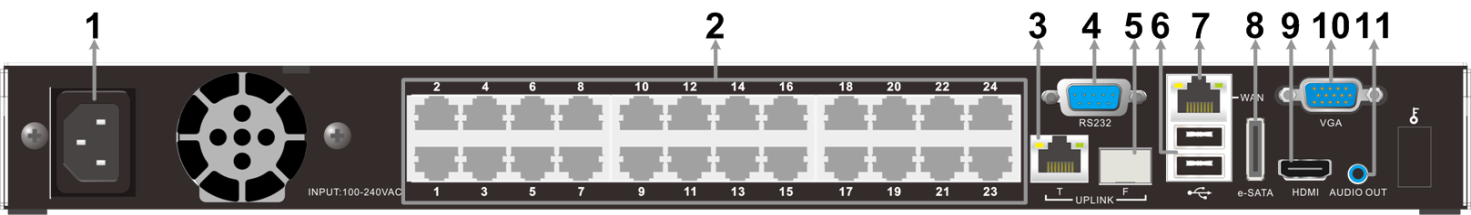 1 2 3 4 5 6 7 8 9 10 11
2 4 6 8 10 12 14 16 18 20 22 24
WAN
RS232
VGA
INPUT:100-240VAC
1 3 5 7 9 11 13 15 17 19 21 23
T F
UPLINK
e-SATA
HDMI
AUDIO OUT